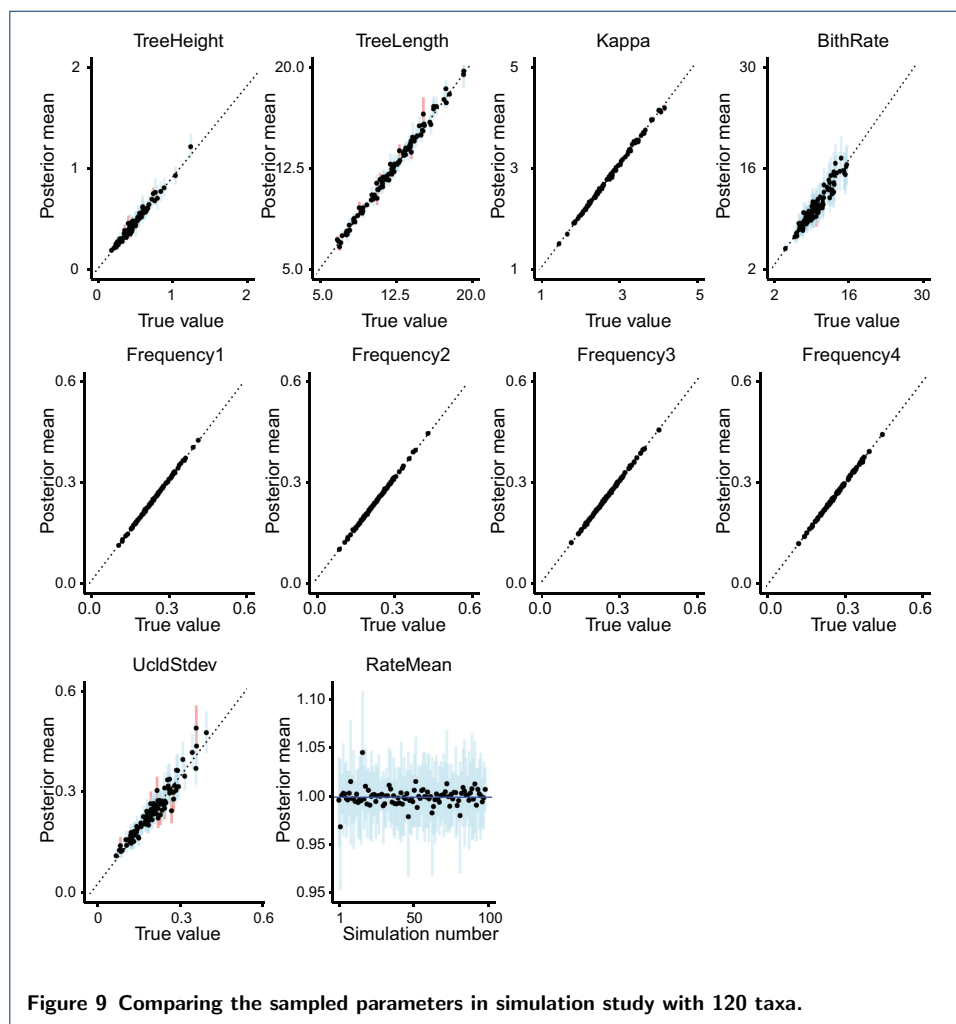 TreeHeight TreeLength Kappa BithRate
2 20.0 5 30
Posterior mean Posterior mean Posterior mean Posterior mean
1 12.5 3 16
0 5.0 1 2
0 1 2 5.0 12.5 20.0 1 3 5 2 16 30
True value True value True value True value
Frequency1 Frequency2 Frequency3 Frequency4
0.6 0.6 0.6 0.6
Posterior mean Posterior mean Posterior mean Posterior mean
0.3 0.3 0.3 0.3
0.0 0.0 0.0 0.0
0.0 0.3 0.6 0.0 0.3 0.6 0.0 0.3 0.6 0.0 0.3 0.6
True value True value True value True value
UcldStdev RateMean
0.6 1.10
Posterior mean Posterior mean
1.05
0.3 1.00
0.95
0.0 0.95
0 0.3 0.6 1 50 100
True value Simulation number
Figure 9 Comparing the sampled parameters in simulation study with 120 taxa.